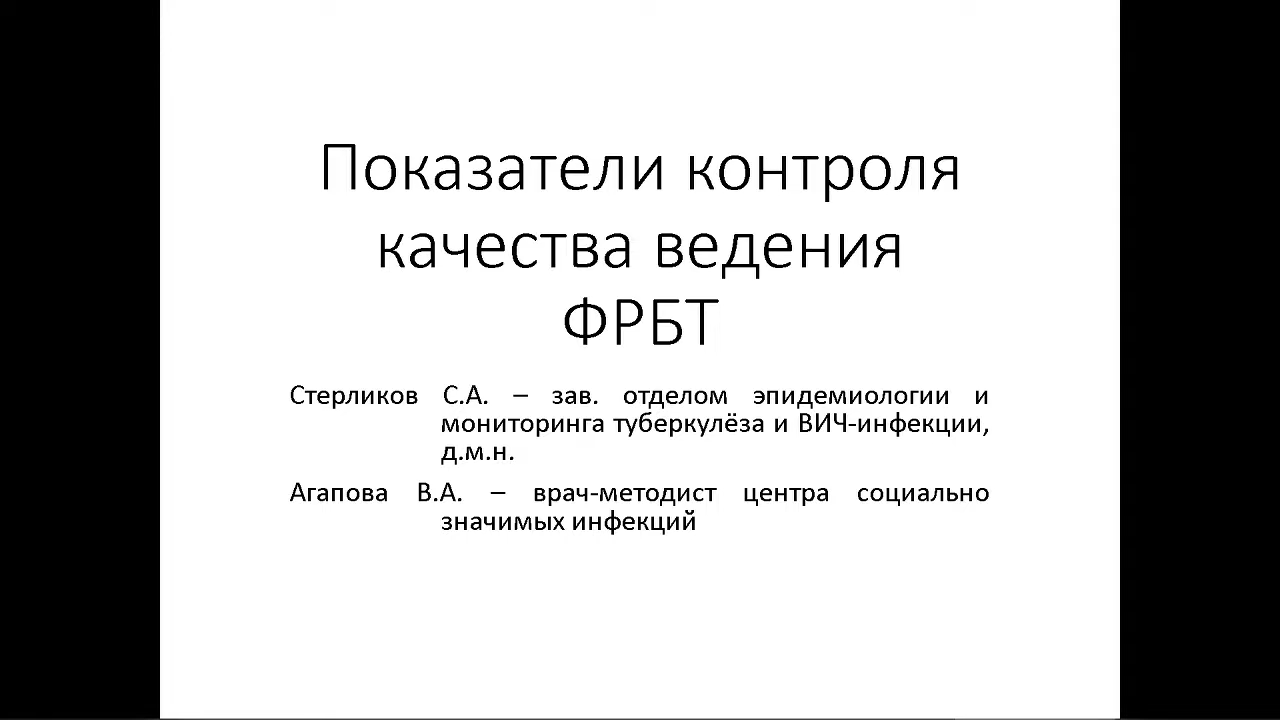 Показатели контроля
качества ведения
ФРБТ
Стерликов С.А. – зав. отделом эпидемиологии и
мониторинга туберкулёза и ВИЧ-инфекции,
д.м.н.
Агапова В.А. – врач-методист центра социально
значимых инфекций